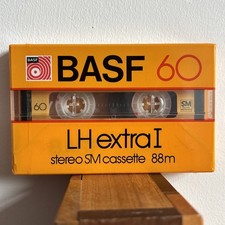 BASF
BASF 60
60
SM
LH extra I
stereo SM cassette 88m